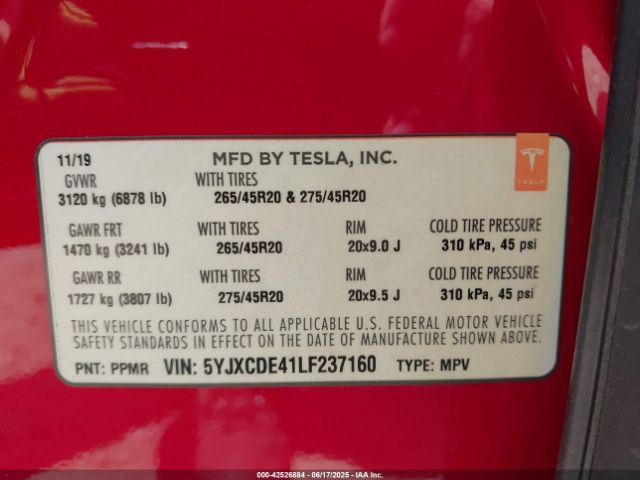 11/19 MFD BY TESLA, INC.
TESLA
GVWR WITH TIRES
3120 kg (6878 lb) 265/45R20 & 275/45R20
GAWR FRT WITH TIRES RIM COLD TIRE PRESSURE
1470 kg (3241 lb) 265/45R20 20x9.0 J 310 kPa, 45 psi
GAWR RR WITH TIRES RIM COLD TIRE PRESSURE
1727 kg (3807 lb) 275/45R20 20x9.5 J 310 kPa, 45 psi
THIS VEHICLE CONFORMS TO ALL APPLICABLE U.S. FEDERAL MOTOR VEHICLE
SAFETY STANDARDS IN EFFECT ON THE DATE OF MANUFACTURE SHOWN ABOVE.
PNT: PPMR VIN: 5YJXCDE41LF237160 TYPE: MPV
000-42526884 | 06/17/2025 | IAA Inc.